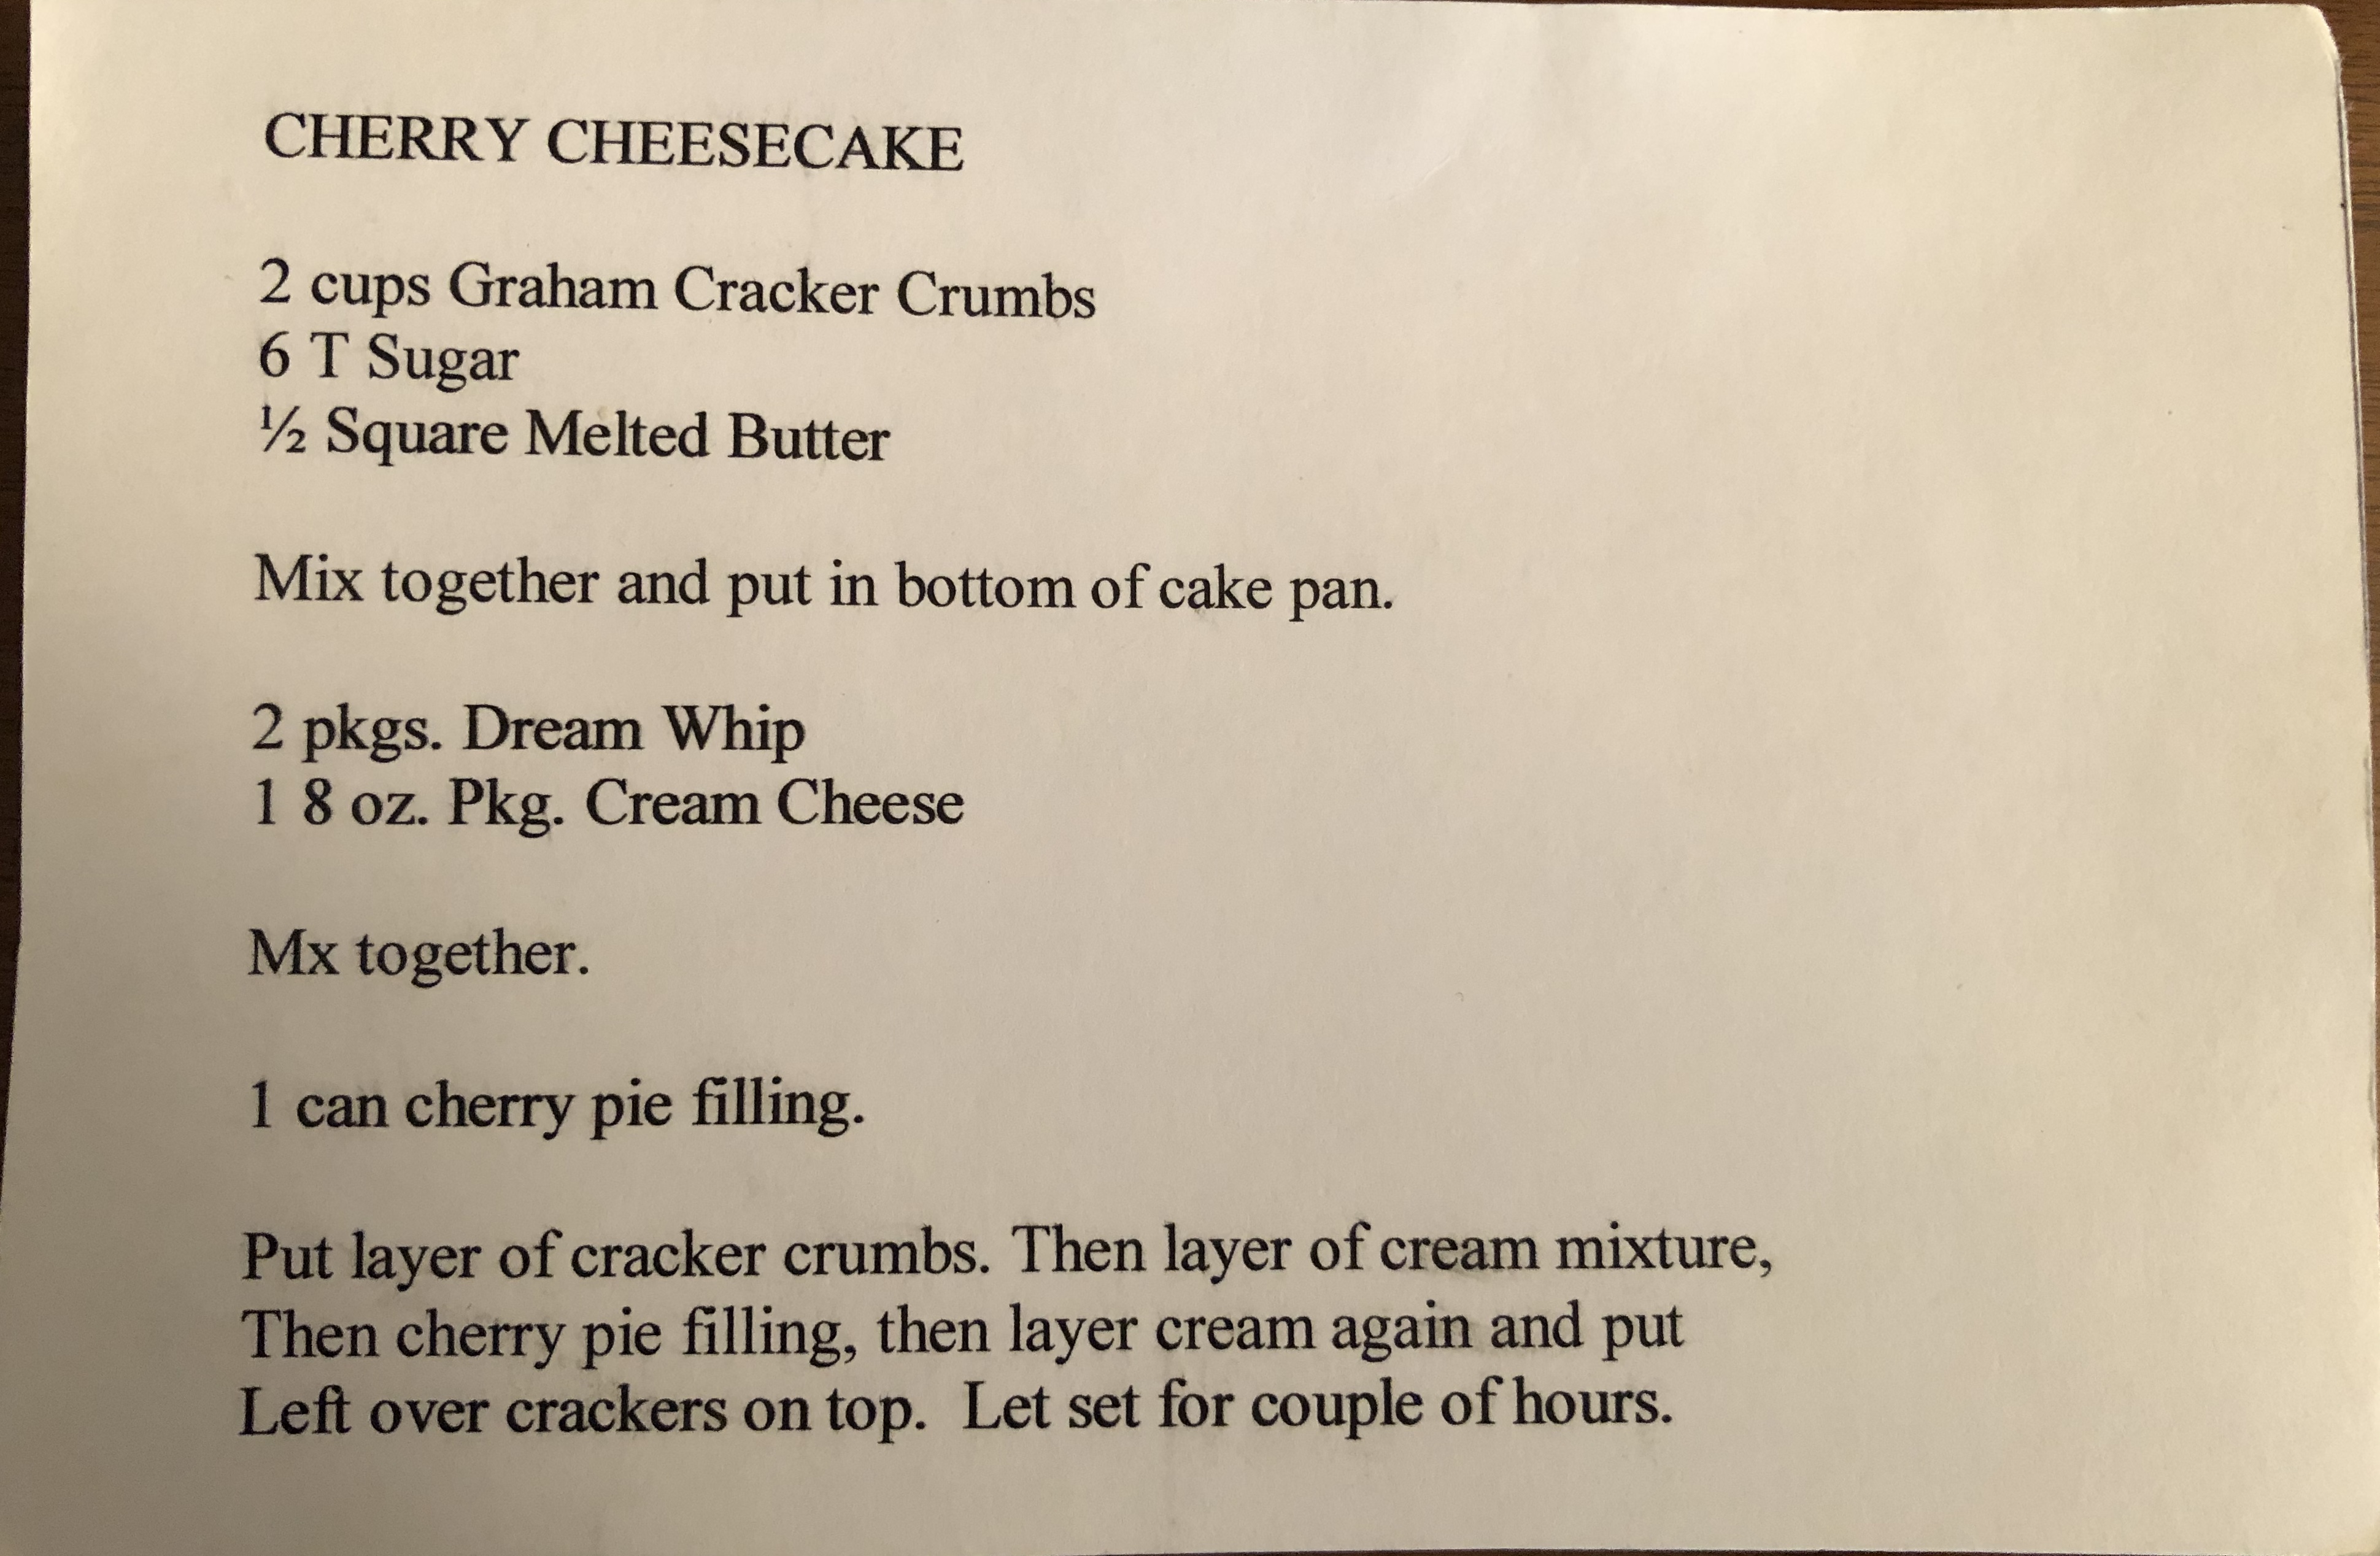 CHERRY CHEESECAKE
2 cups Graham Cracker Crumbs
6 T Sugar
½ Square Melted Butter
Mix together and put in bottom of cake pan.
2 pkgs. Dream Whip
1 8 oz. Pkg. Cream Cheese
Mx together.
1 can cherry pie filling.
Put layer of cracker crumbs. Then layer of cream mixture,
Then cherry pie filling, then layer cream again and put
Left over crackers on top.  Let set for couple of hours.